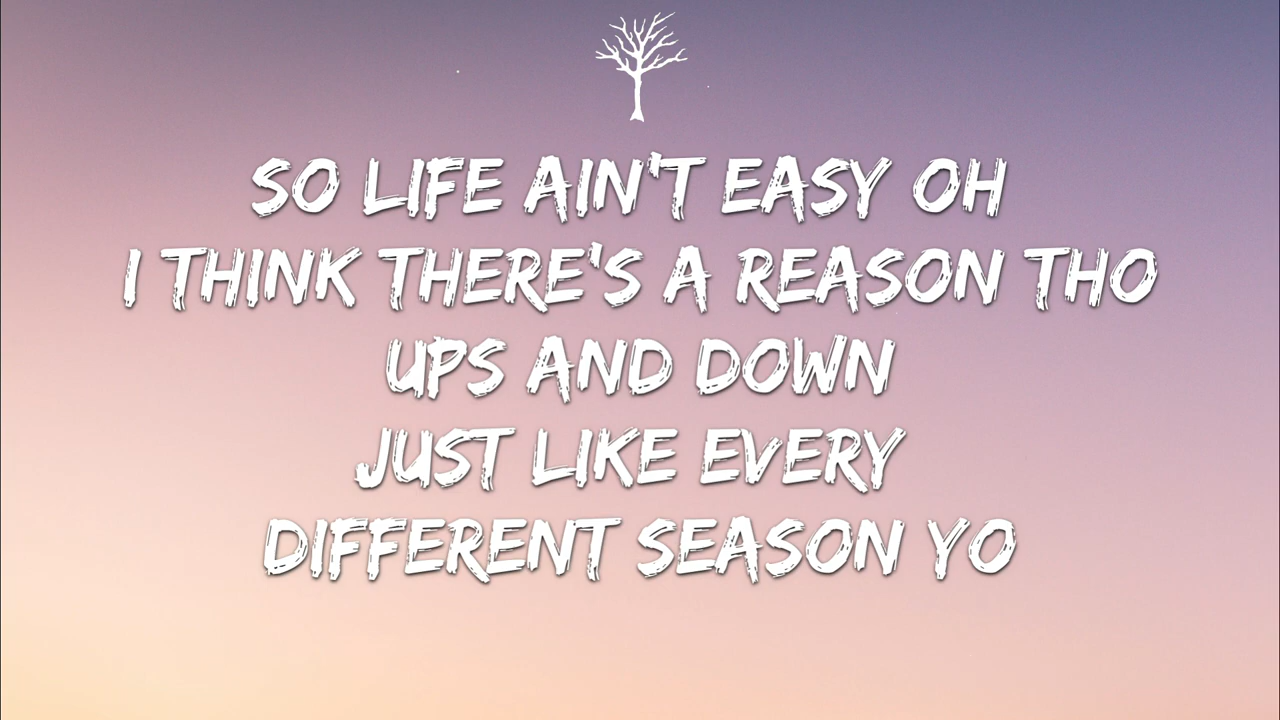 SO LIFE AIN'T EASY OH
I THINK THERE'S A REASON THO
UPS AND DOWN
JUST LIKE EVERY
DIFFERENT SEASON YO